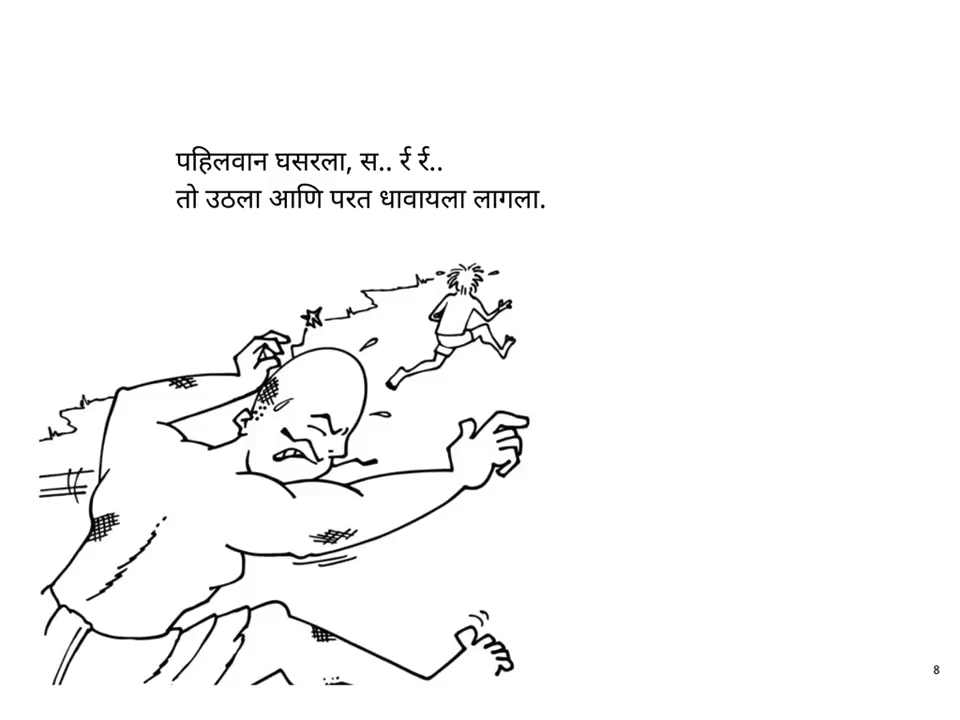 पहिलवान घसरला, स.. र्र र्र..
तो उठला आणि परत धावायला लागला.
8